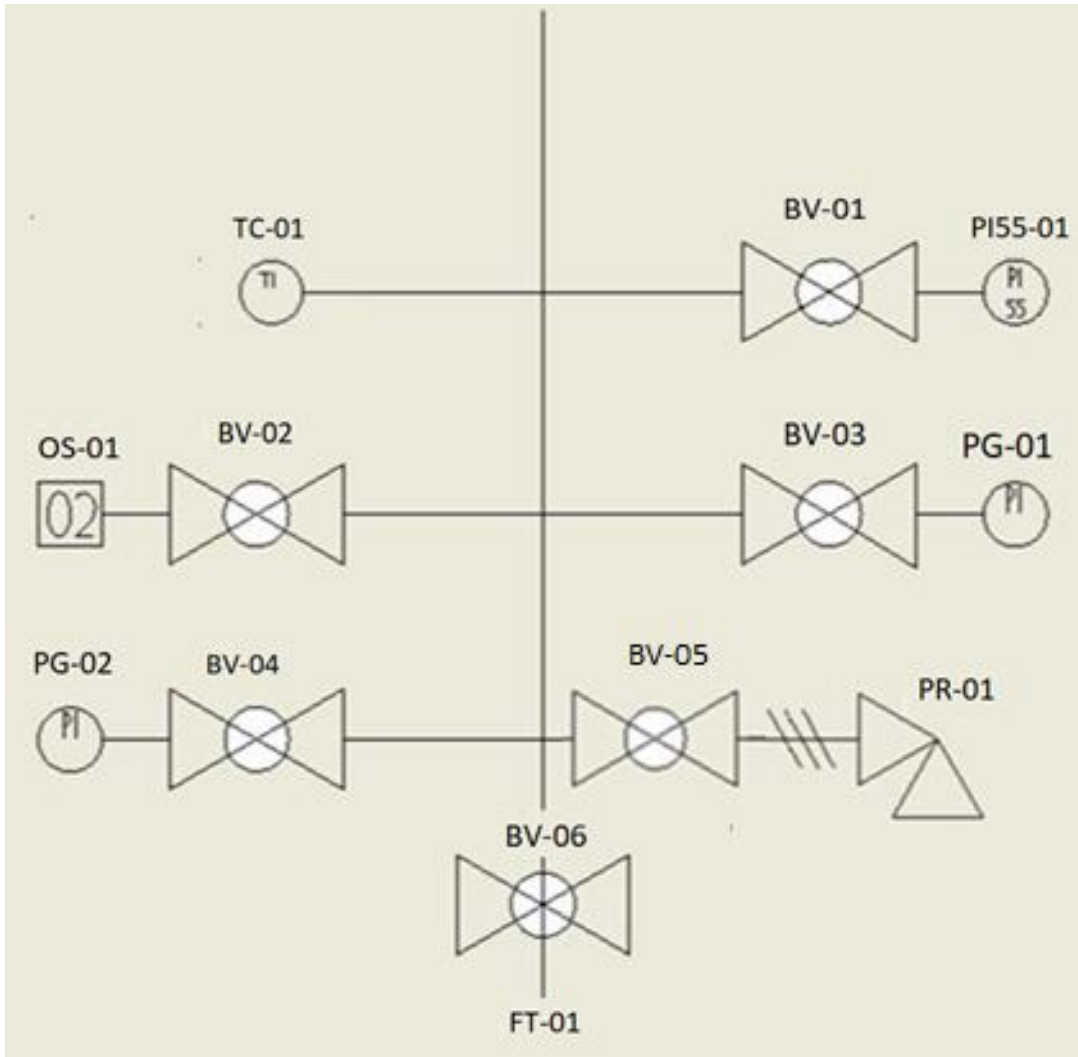 BV-01
TC-01
PI55-01
TI
PI
55
OS-01
BV-02
BV-03
PG-01
02
PI
PG-02
BV-04
BV-05
PR-01
PI
BV-06
FT-01